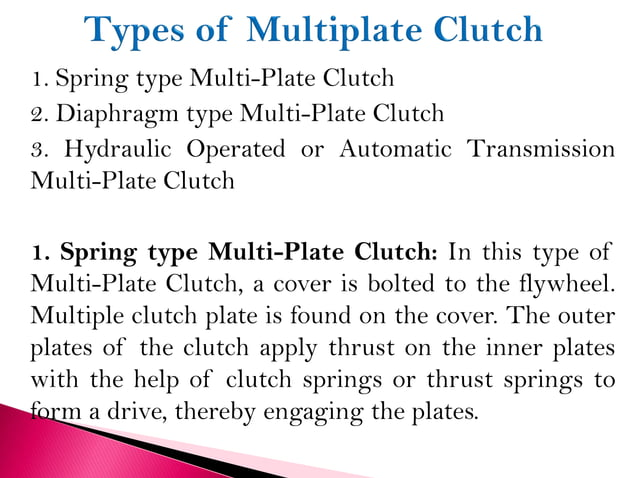 Types of Multiplate Clutch
1. Spring type Multi-Plate Clutch
2. Diaphragm type Multi-Plate Clutch
3. Hydraulic Operated or Automatic Transmission
Multi-Plate Clutch
1. Spring type Multi-Plate Clutch: In this type of
Multi-Plate Clutch, a cover is bolted to the flywheel.
Multiple clutch plate is found on the cover. The outer
plates of the clutch apply thrust on the inner plates
with the help of clutch springs or thrust springs to
form a drive, thereby engaging the plates.